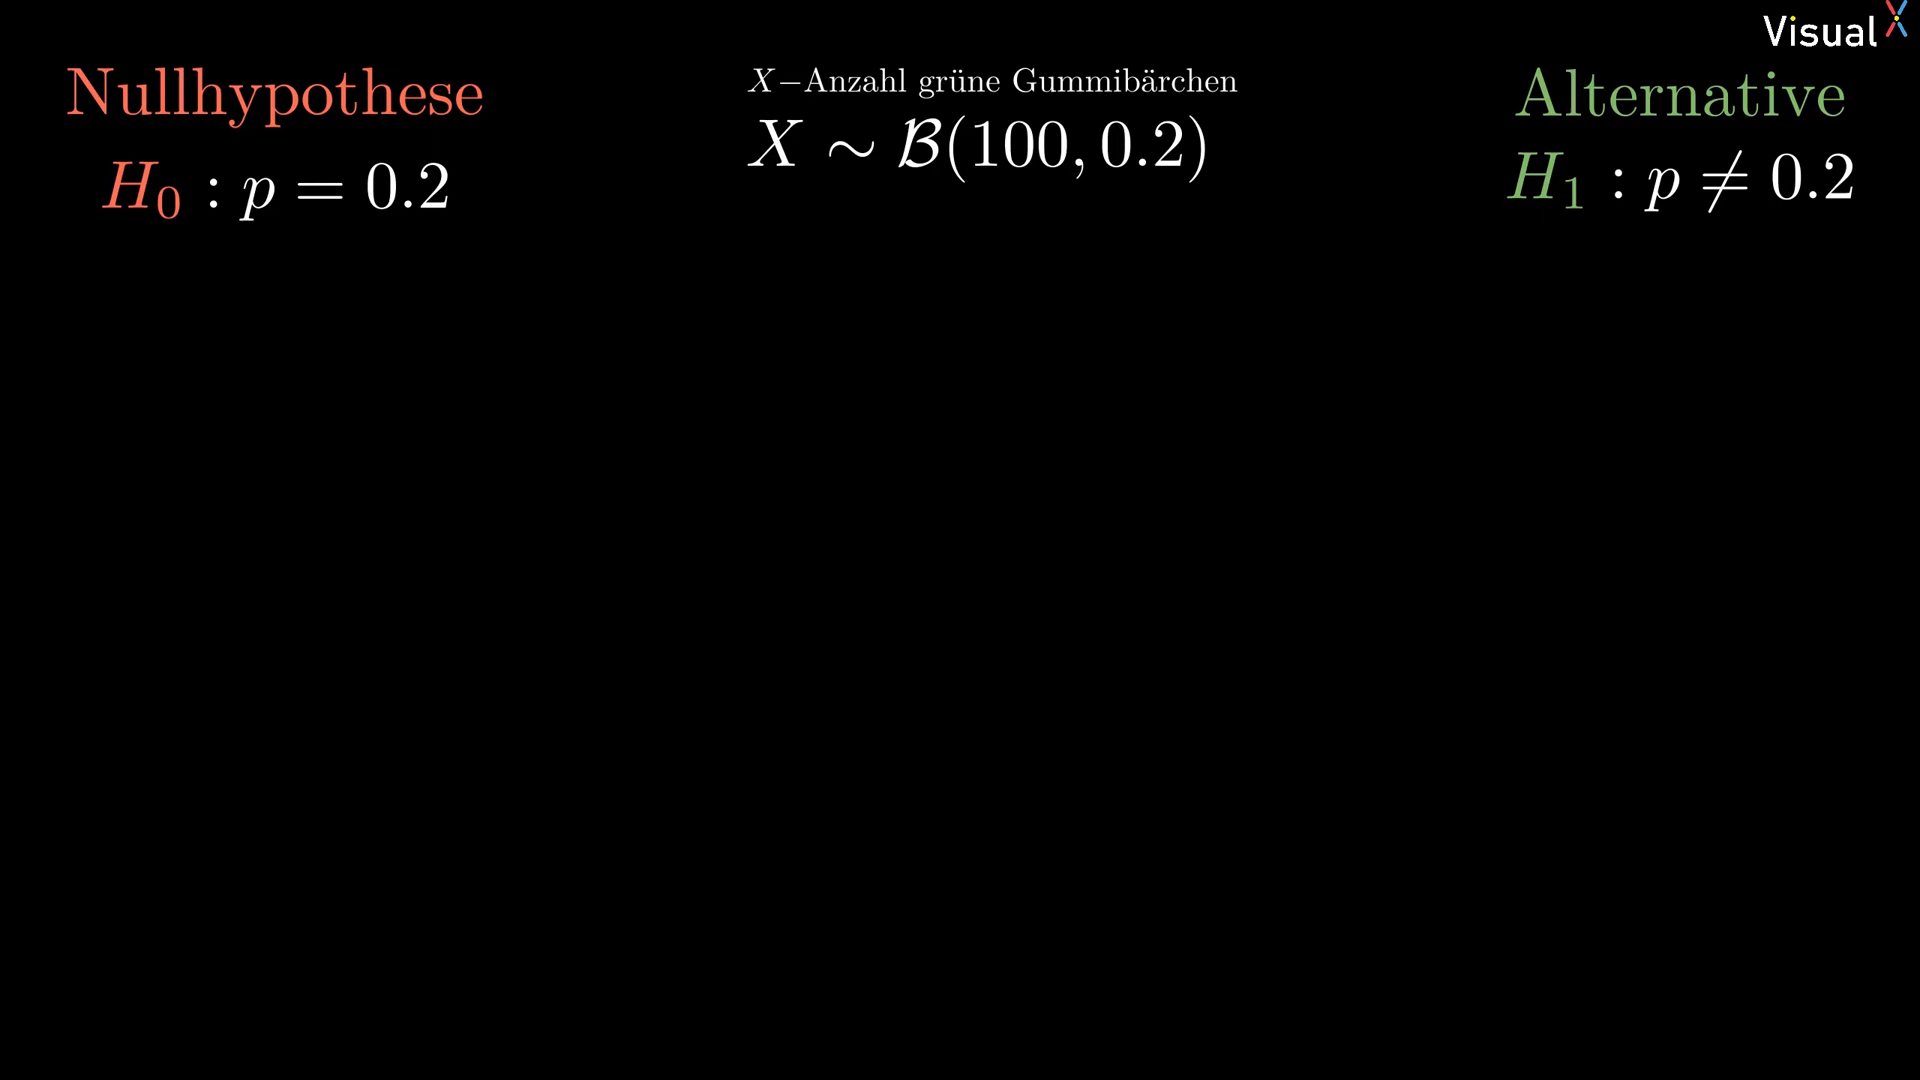 Visual X
Nullhypothese
H₀ : p = 0.2
X−Anzahl grüne Gummibärchen
X ∼ ℬ(100, 0.2)
Alternative
H₁ : p ≠ 0.2